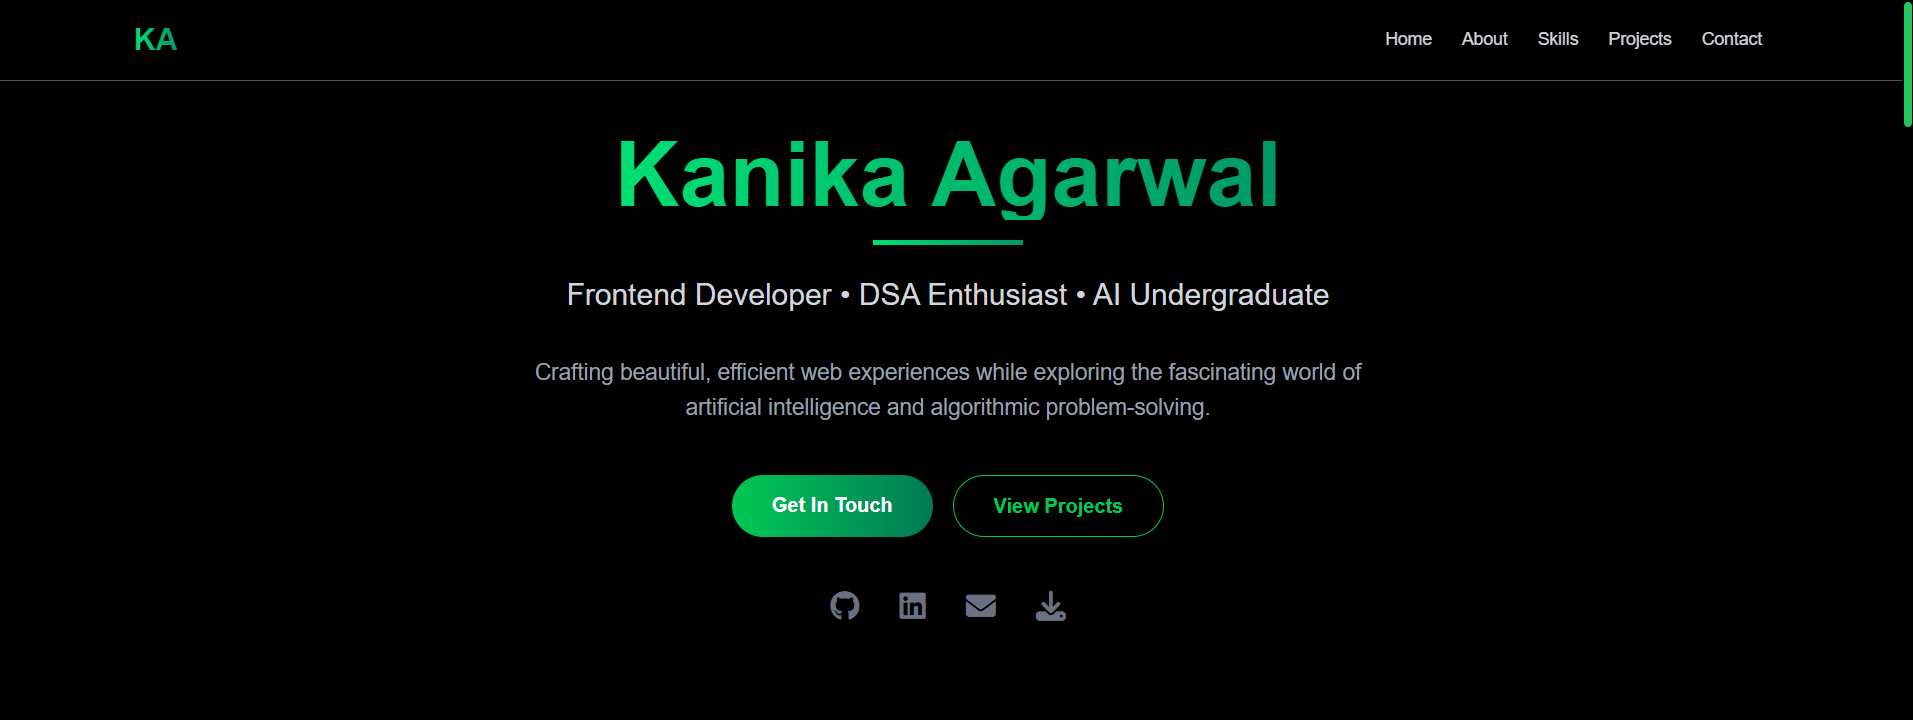 KA
Home About Skills Projects Contact
Kanika Agarwal
Frontend Developer • DSA Enthusiast • AI Undergraduate
Crafting beautiful, efficient web experiences while exploring the fascinating world of
artificial intelligence and algorithmic problem-solving.
Get In Touch
View Projects